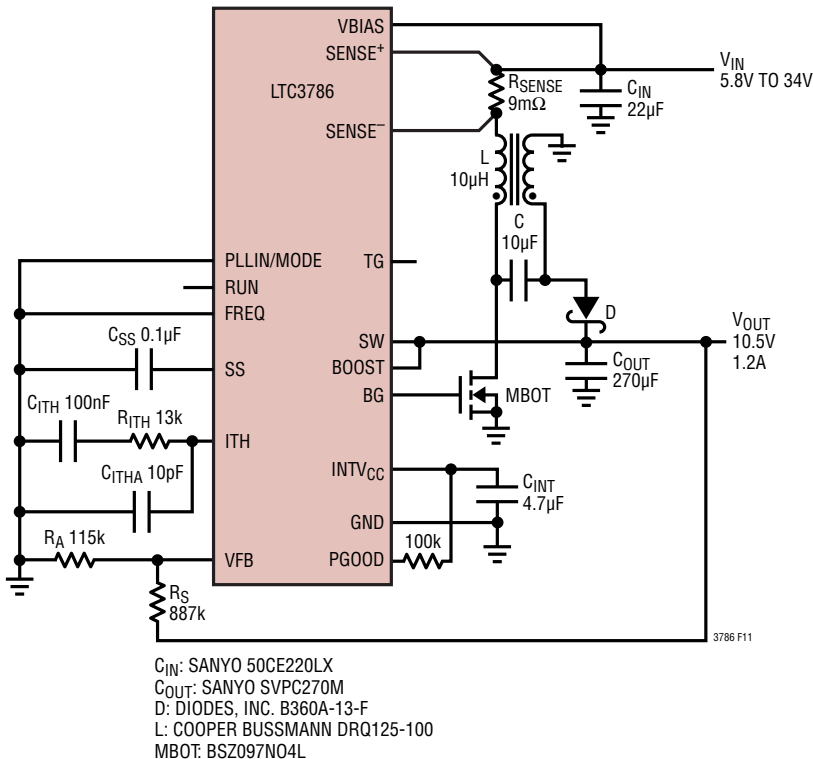 VBIAS
SENSE+
LTC3786
SENSE–
PLLIN/MODE
RUN
FREQ
SS
ITH
VFB
TG
SW
BOOST
BG
INTVCC
GND
PGOOD
VIN
5.8V TO 34V
RSENSE
9mΩ
CIN
22µF
L
10µH
C
10µF
D
VOUT
10.5V
1.2A
COUT
270µF
MBOT
CSS 0.1µF
CITH 100nF
RITH 13k
CITHA 10pF
CINT
4.7µF
100k
RA 115k
RS
887k
3786 F11
CIN: SANYO 50CE220LX
COUT: SANYO SVPC270M
D: DIODES, INC. B360A-13-F
L: COOPER BUSSMANN DRQ125-100
MBOT: BSZ097NO4L